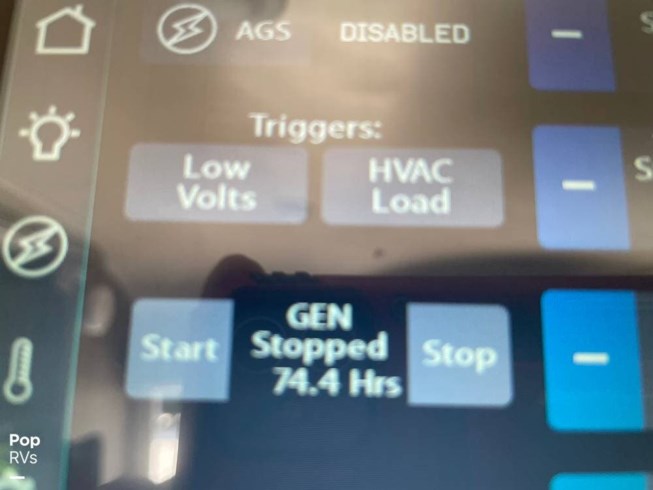 AGS DISABLED
Triggers:
Low
Volts
HVAC
Load
Start
GEN
Stopped
74.4 Hrs
Stop
Pop
RVs